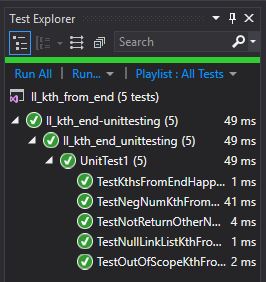 Test Explorer
Search
Run All | Run... | Playlist : All Tests
ll_kth_from_end (5 tests)
ll_kth_end-unittesting (5) 49 ms
ll_kth_end_unittesting (5) 49 ms
UnitTest1 (5) 49 ms
TestKthsFromEndHapp... 1 ms
TestNegNumKthFrom... 41 ms
TestNotReturnOtherN... 4 ms
TestNullLinkListKthFro... 1 ms
TestOutOfScopeKthFro... 2 ms